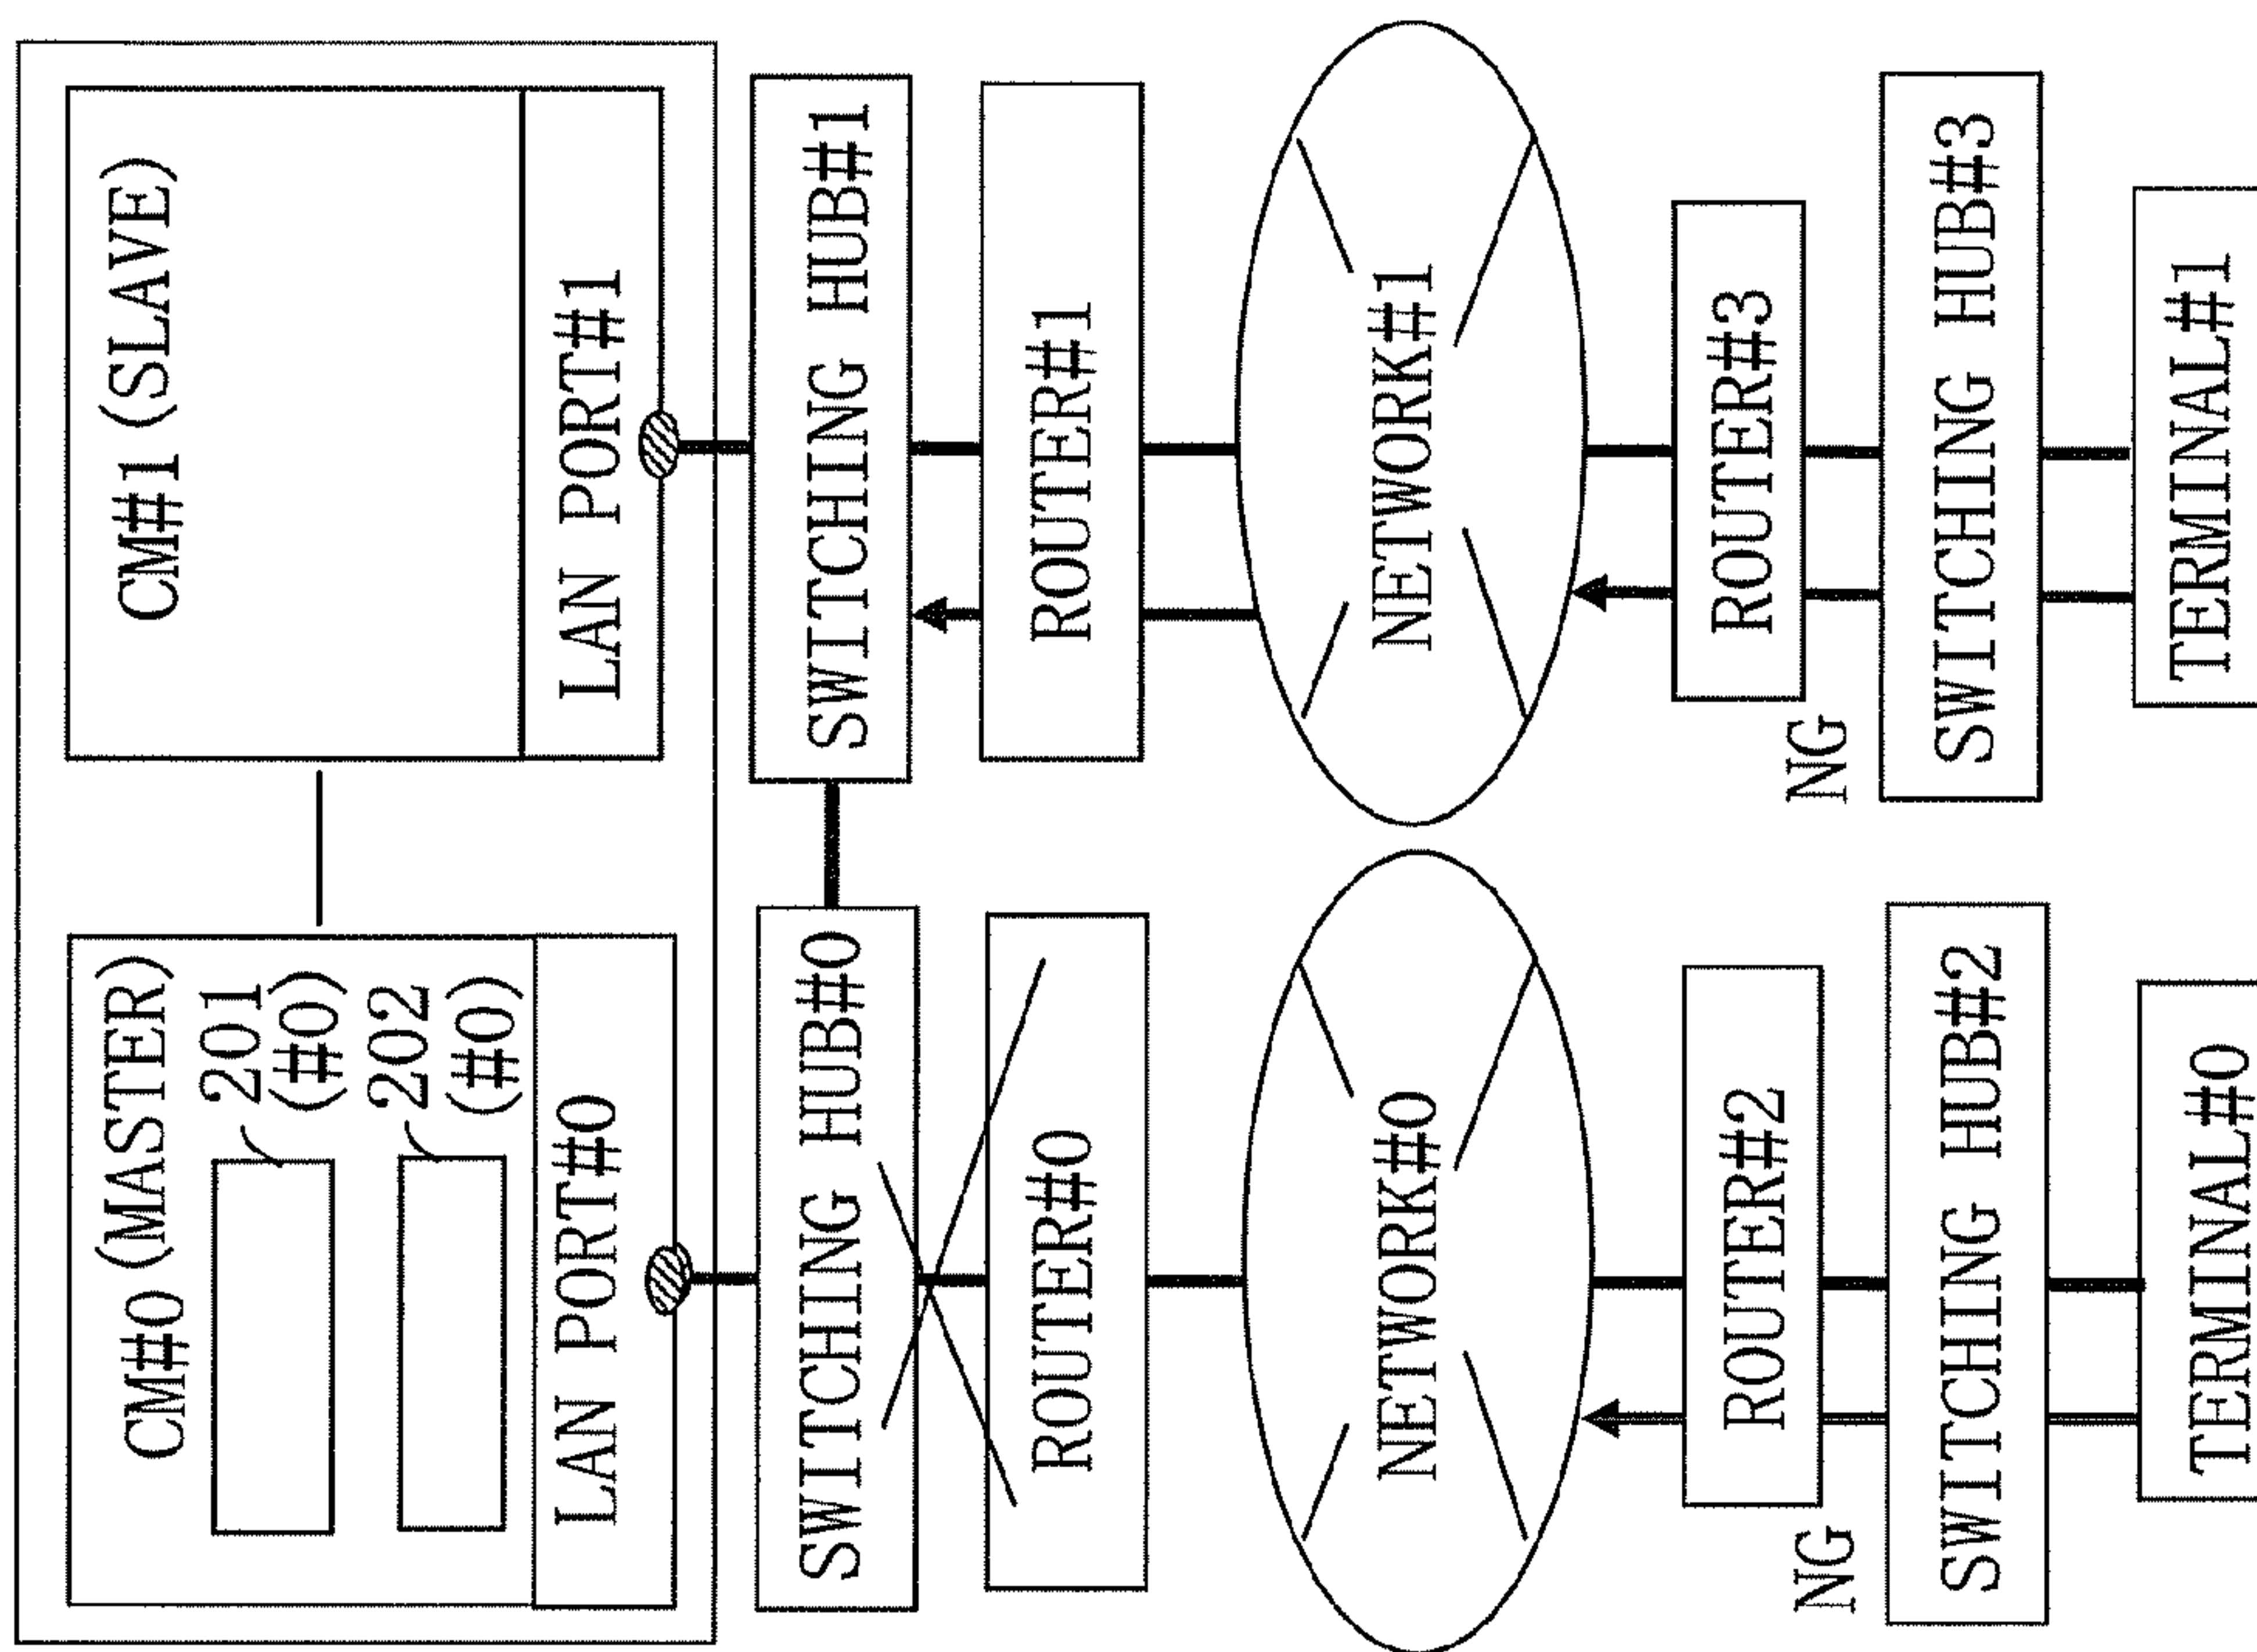 CM#0 (MASTER)
201
(#0)
202
(#0)
LAN PORT#0
CM#1 (SLAVE)
LAN PORT#1
SWITCHING HUB#0
SWITCHING HUB#1
ROUTER#0
ROUTER#1
NETWORK#0
NETWORK#1
ROUTER#2
ROUTER#3
NG
NG
SWITCHING HUB#2
SWITCHING HUB#3
TERMINAL#0
TERMINAL#1